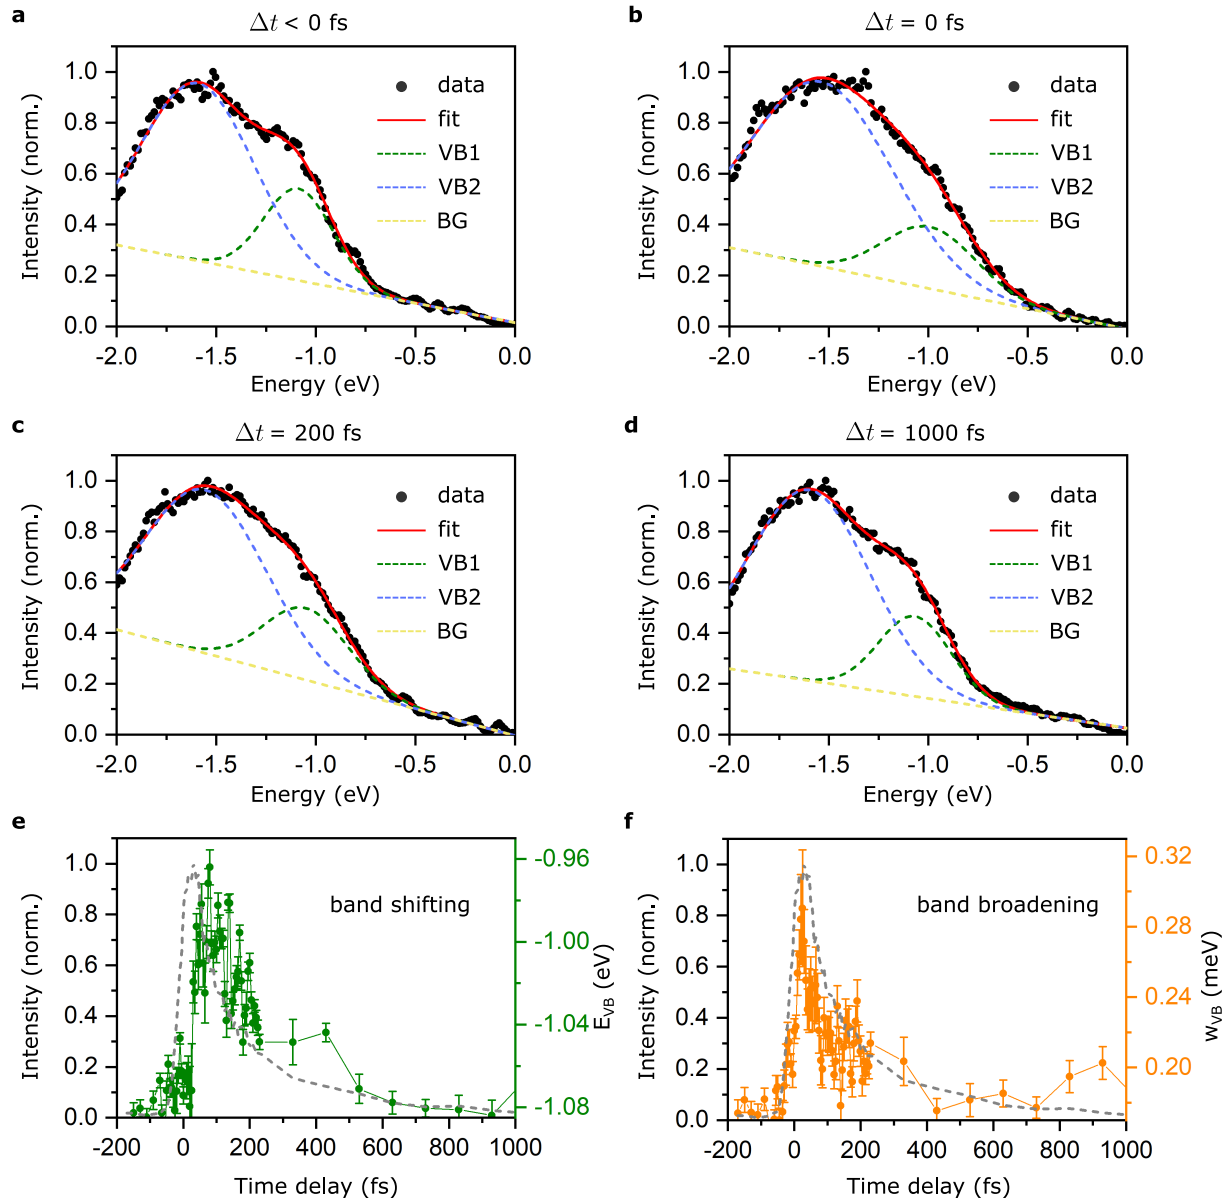 a
Δt < 0 fs
Intensity (norm.)
1.0
0.8
0.6
0.4
0.2
0.0
data
fit
VB1
VB2
BG
-2.0 -1.5 -1.0 -0.5 0.0
Energy (eV)
b
Δt = 0 fs
Intensity (norm.)
1.0
0.8
0.6
0.4
0.2
0.0
data
fit
VB1
VB2
BG
-2.0 -1.5 -1.0 -0.5 0.0
Energy (eV)
c
Δt = 200 fs
Intensity (norm.)
1.0
0.8
0.6
0.4
0.2
0.0
data
fit
VB1
VB2
BG
-2.0 -1.5 -1.0 -0.5 0.0
Energy (eV)
d
Δt = 1000 fs
Intensity (norm.)
1.0
0.8
0.6
0.4
0.2
0.0
data
fit
VB1
VB2
BG
-2.0 -1.5 -1.0 -0.5 0.0
Energy (eV)
e
Intensity (norm.)
1.0
0.8
0.6
0.4
0.2
0.0
band shifting
-0.96
-1.00
-1.04
-1.08
E_VB (eV)
-200 0 200 400 600 800 1000
Time delay (fs)
f
Intensity (norm.)
1.0
0.8
0.6
0.4
0.2
0.0
band broadening
0.32
0.28
0.24
0.20
w_VB (meV)
-200 0 200 400 600 800 1000
Time delay (fs)